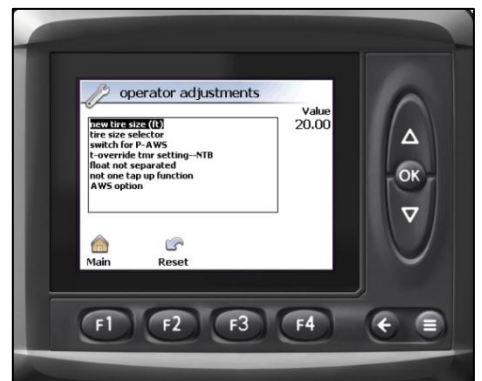 operator adjustments
Value
20.00
new tire size (ft)
tire size selector
switch for P-AWS
t-override tmr setting--NTB
float not separated
not one tap up function
AWS option
Main
Reset
OK
F1
F2
F3
F4